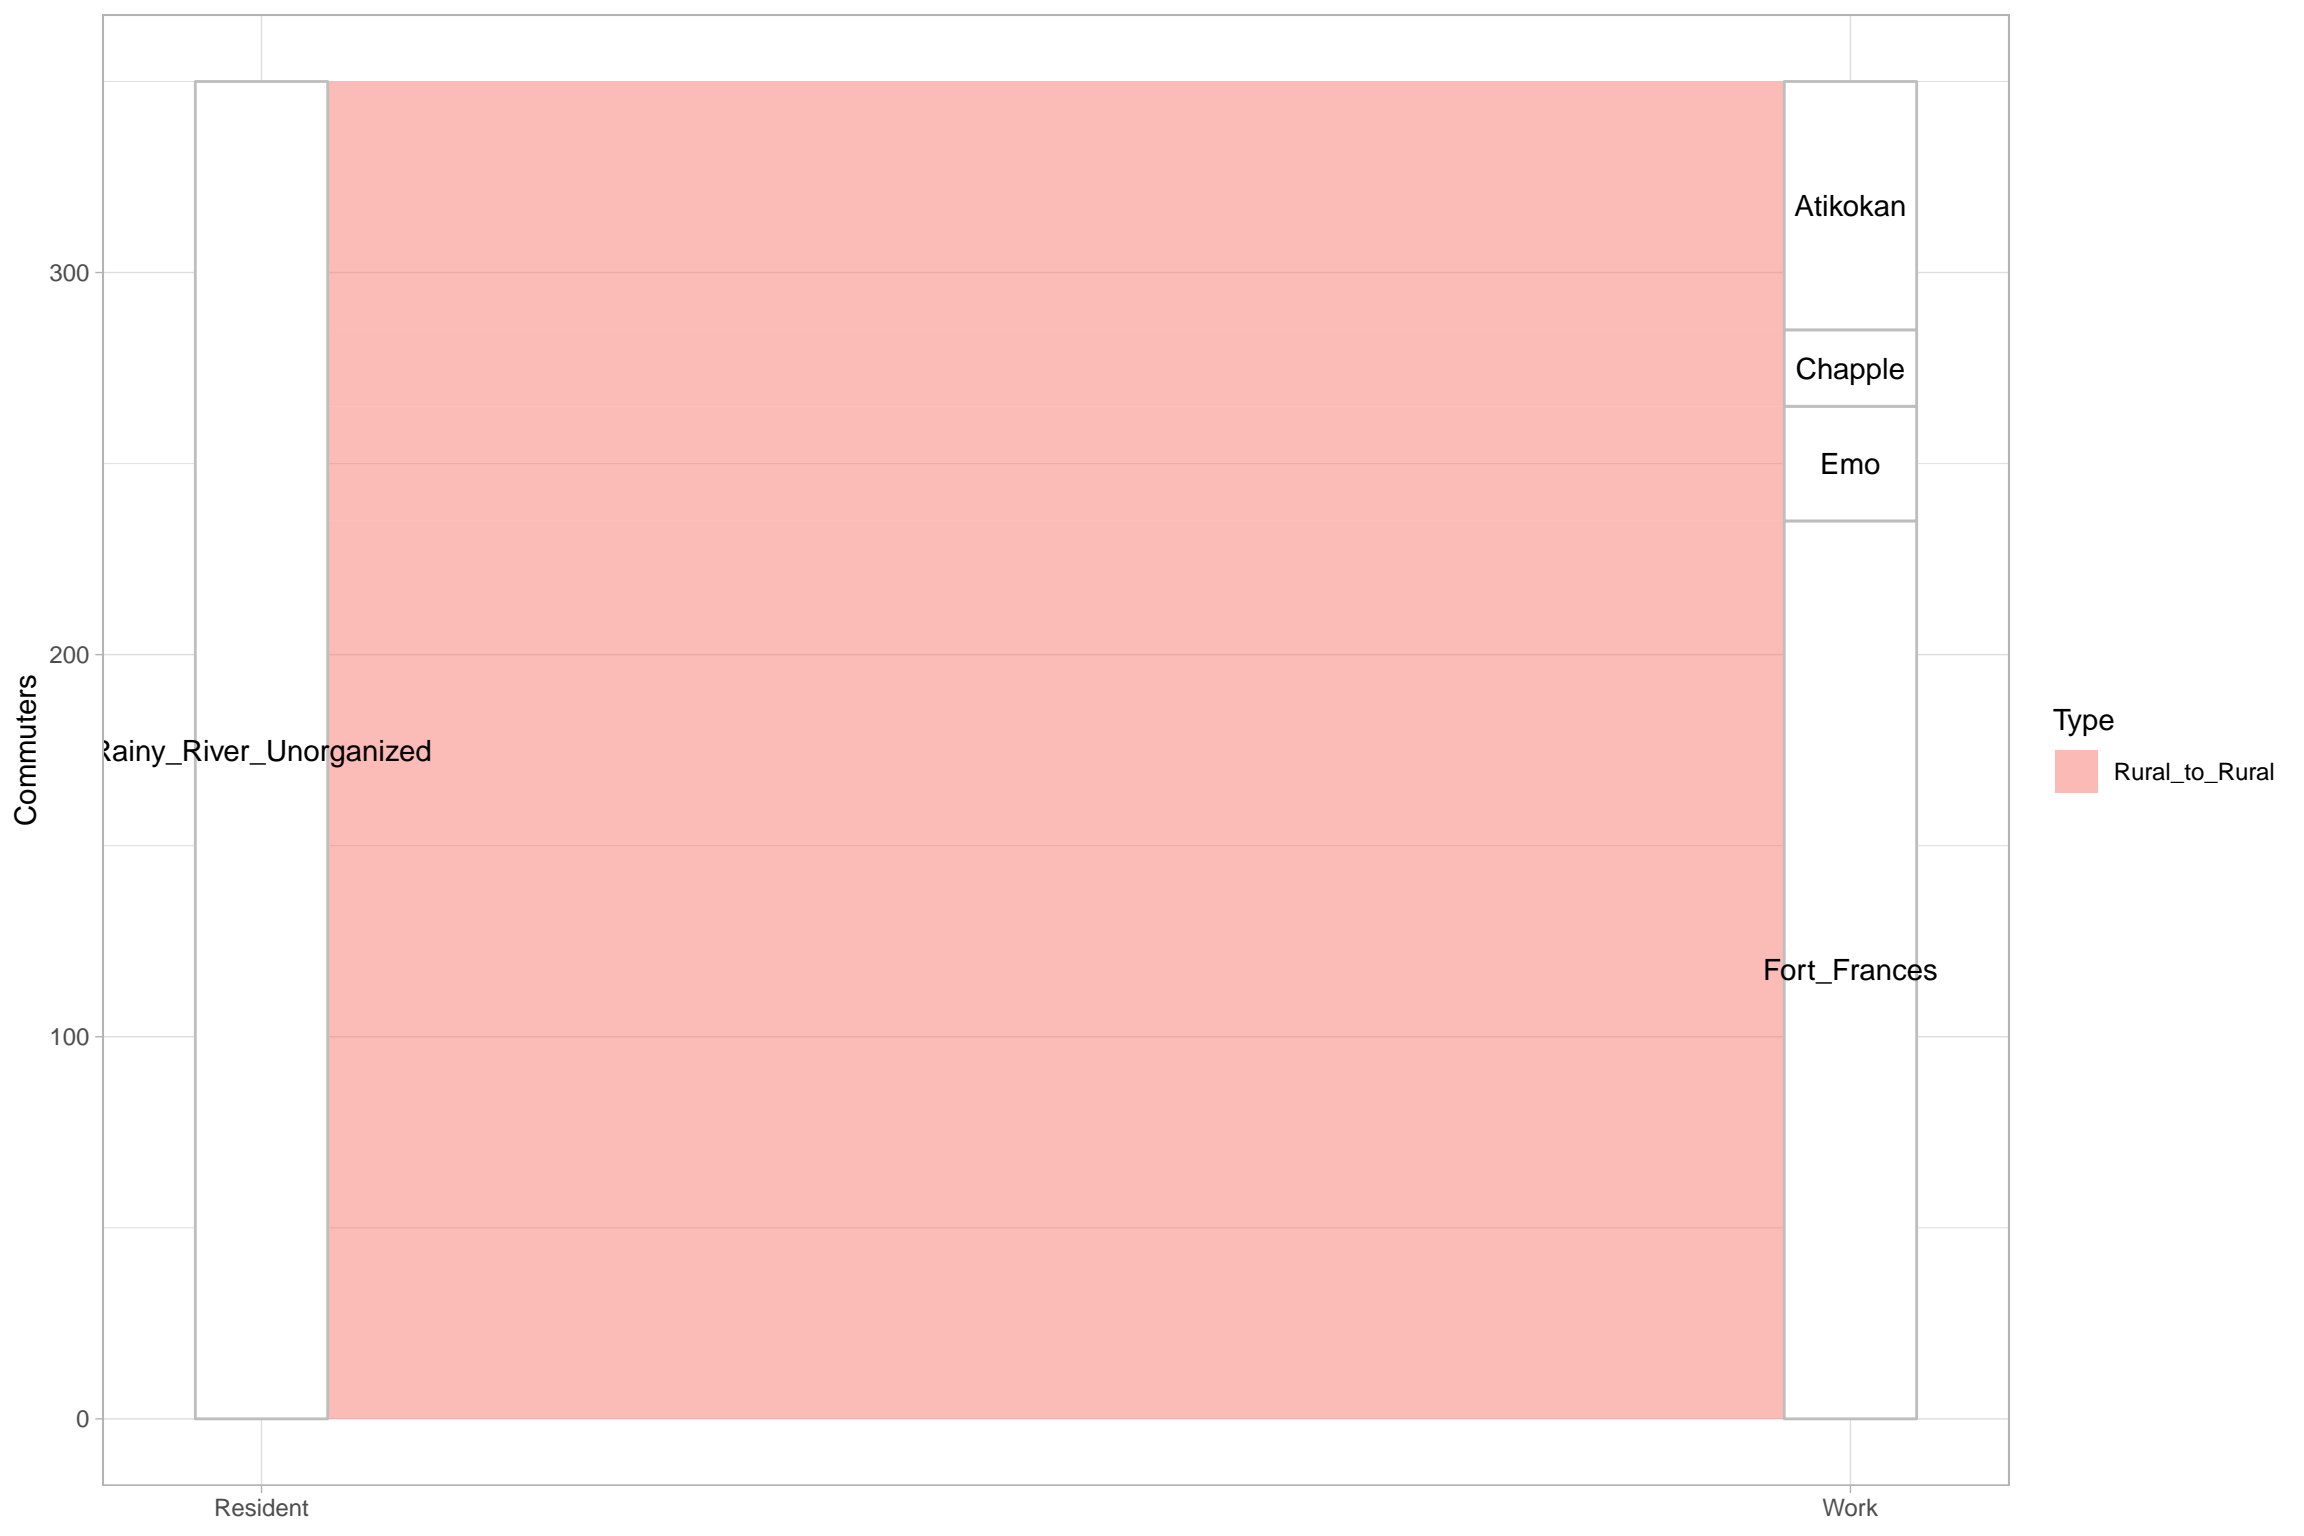 Commuters
300
200
100
0
Rainy_River_Unorganized
Atikokan
Chapple
Emo
Fort_Frances
Resident
Work
Type
Rural_to_Rural